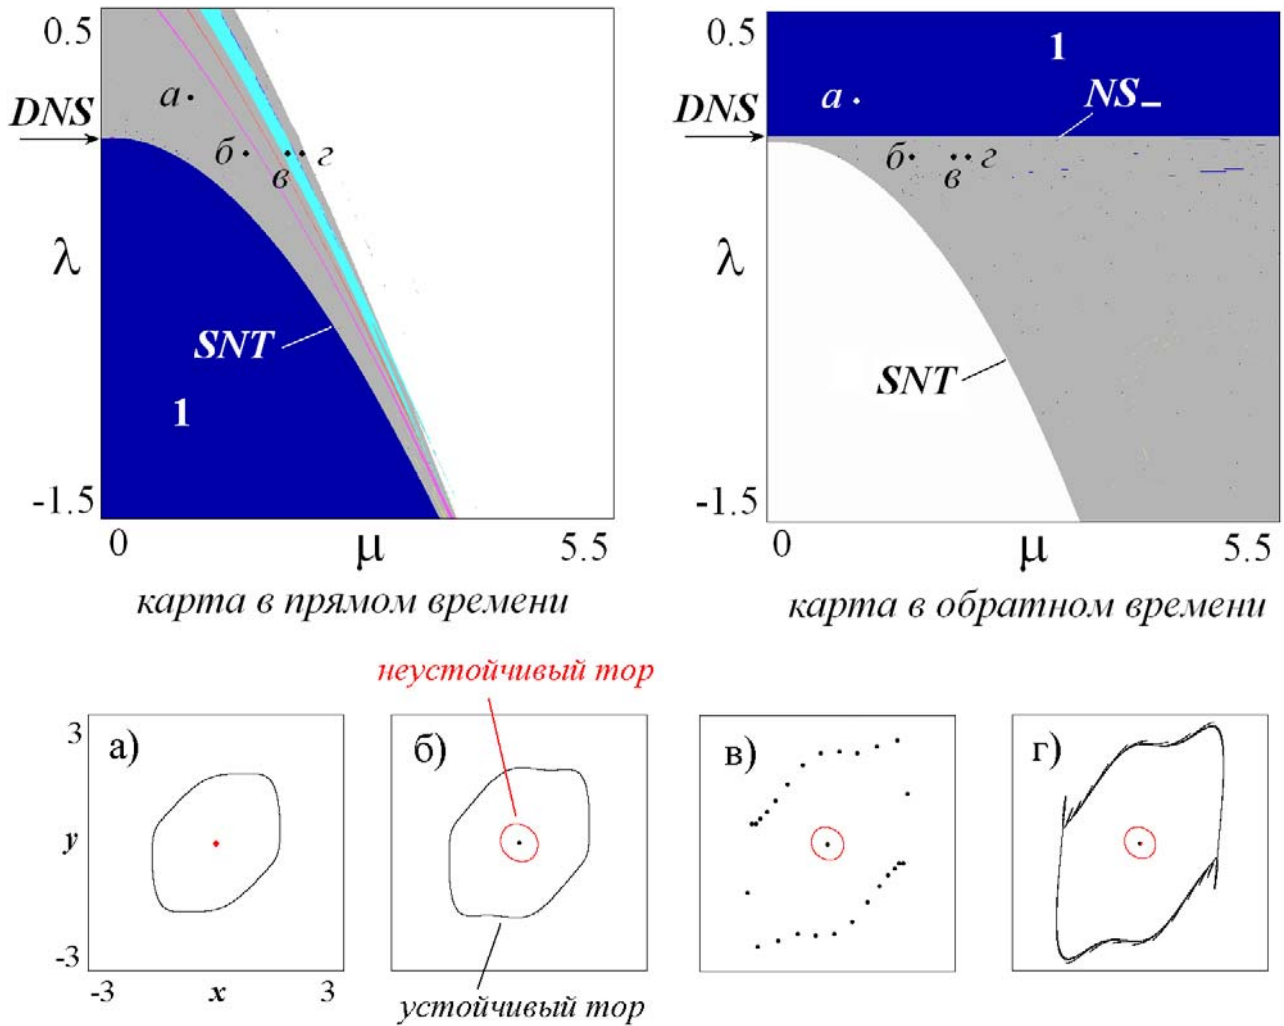 0.5
DNS
а
б
в
г
λ
SNT
1
-1.5
0
μ
5.5
карта в прямом времени
0.5
1
DNS
а
NS_
б
в
г
λ
SNT
-1.5
0
μ
5.5
карта в обратном времени
неустойчивый тор
3
а)
б)
в)
г)
y
-3
-3
x
3
устойчивый тор